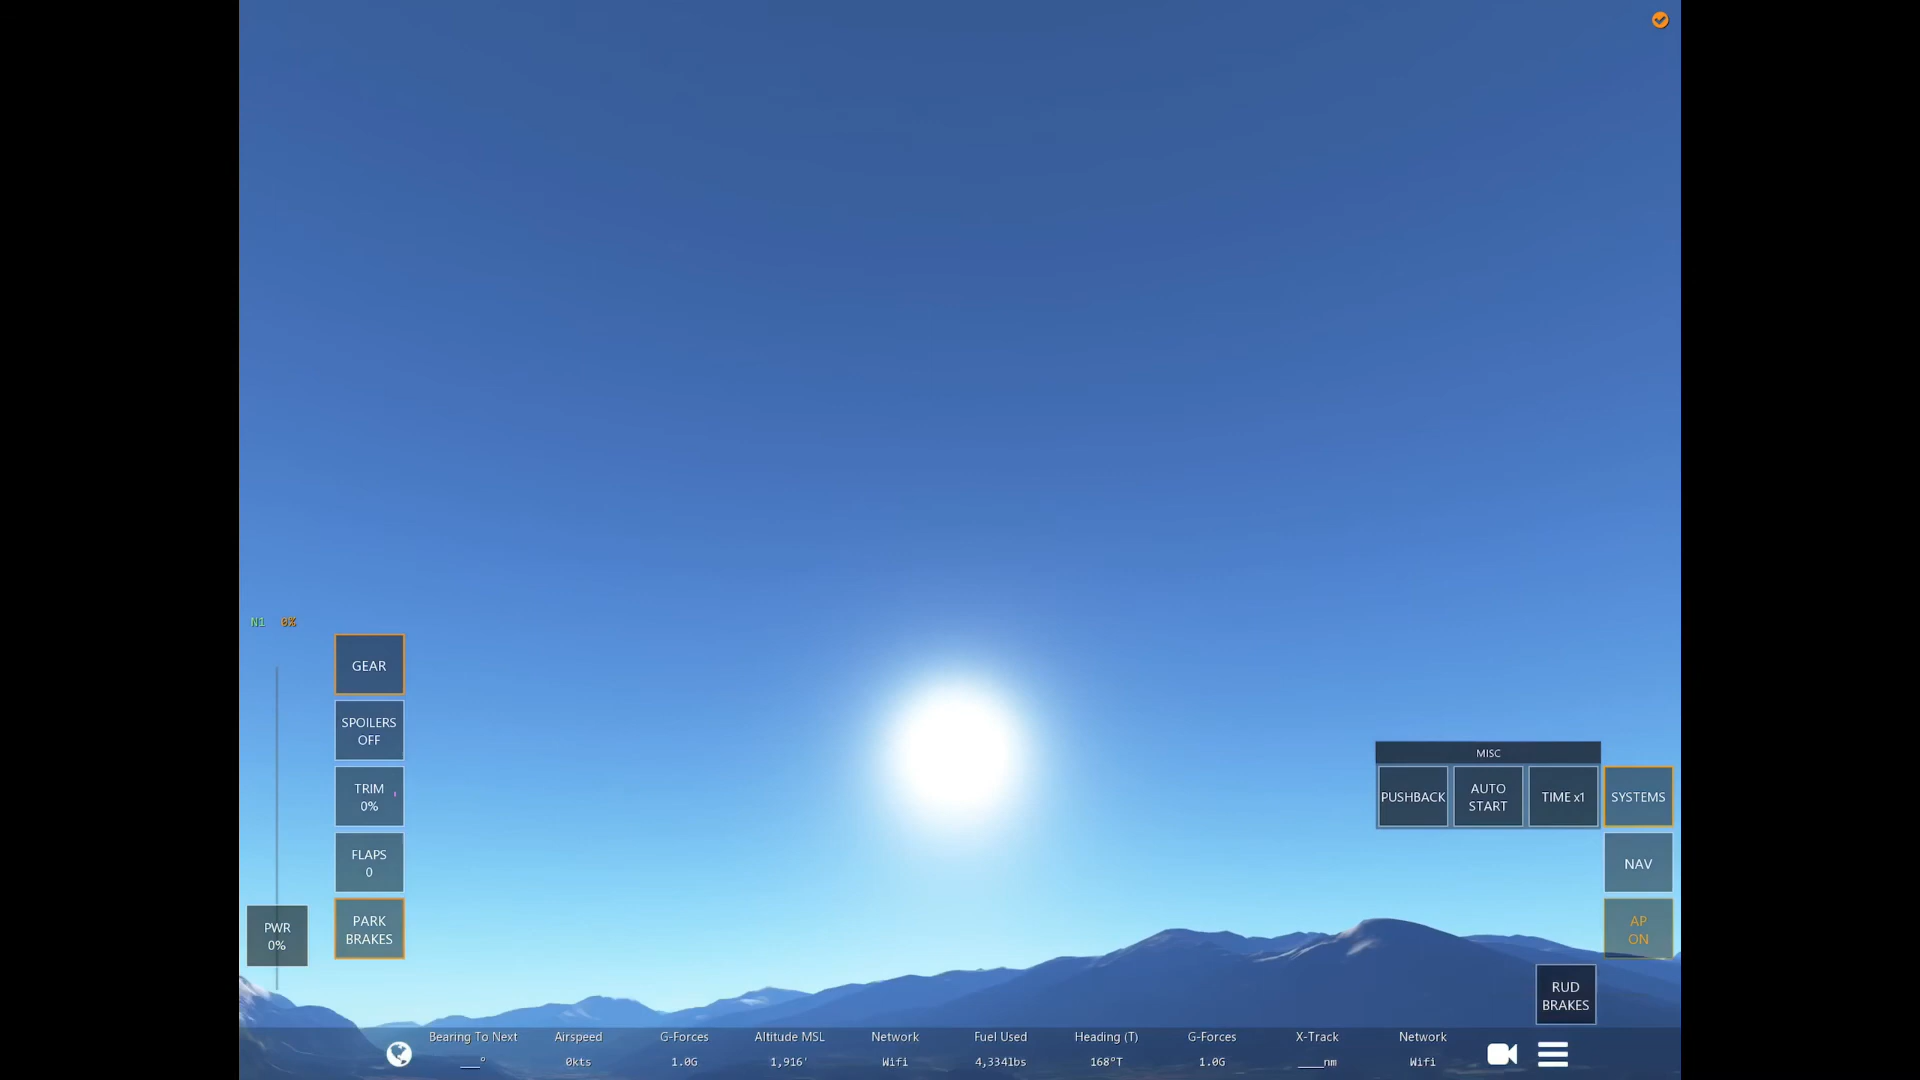 N1 0%
GEAR
SPOILERS
OFF
TRIM
0%
FLAPS
0
PARK
BRAKES
PWR
0%
MISC
PUSHBACK
AUTO
START
TIME x1
SYSTEMS
NAV
AP
ON
RUD
BRAKES
Bearing To Next Airspeed G-Forces Altitude MSL Network Fuel Used Heading (T) G-Forces X-Track Network
___° 0kts 1.0G 1,916' Wifi 4,334lbs 168°T 1.0G ____nm Wifi